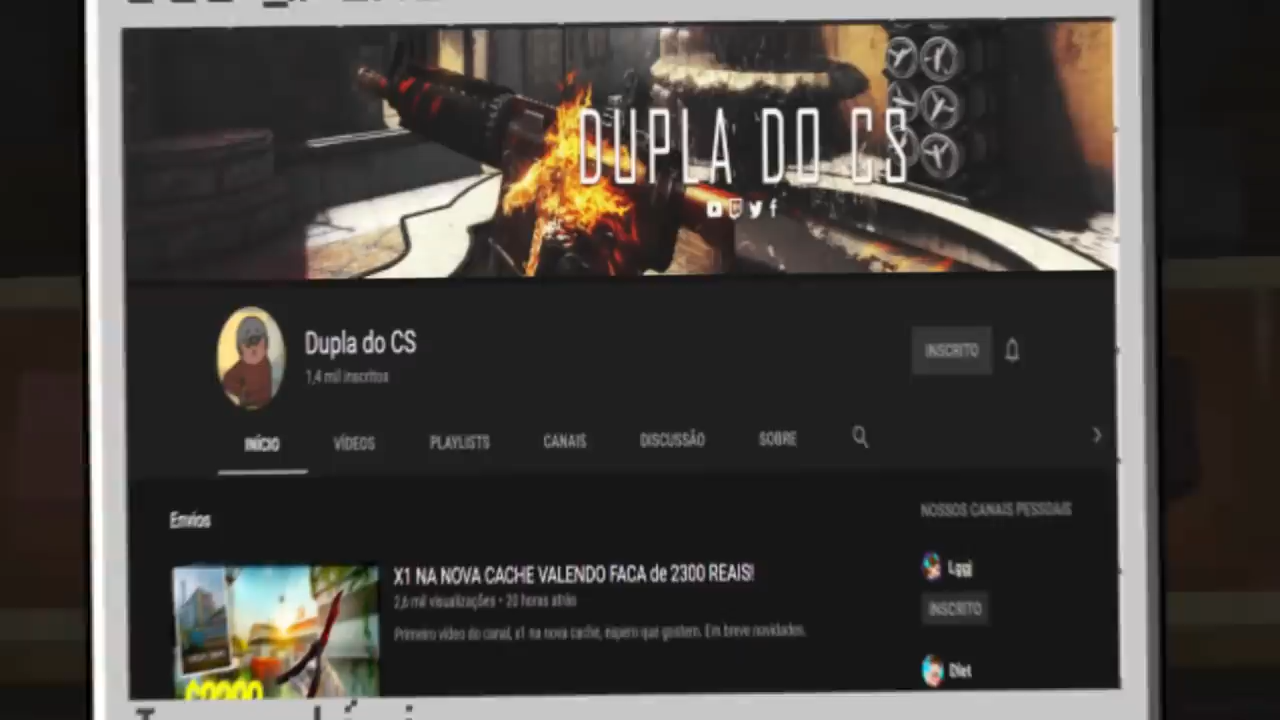 DUPLA DO CS
Dupla do CS
1,4 mil inscritos
INSCRITO
INÍCIO
VÍDEOS
PLAYLISTS
CANAIS
DISCUSSÃO
SOBRE
Envios
NOSSOS CANAIS PESSOAIS
X1 NA NOVA CACHE VALENDO FACA de 2300 REAIS!
2,6 mil visualizações • 20 horas atrás
Primeiro vídeo do canal, x1 na nova cache, espero que gostem. Em breve novidades.
Lggj
INSCRITO
Diet